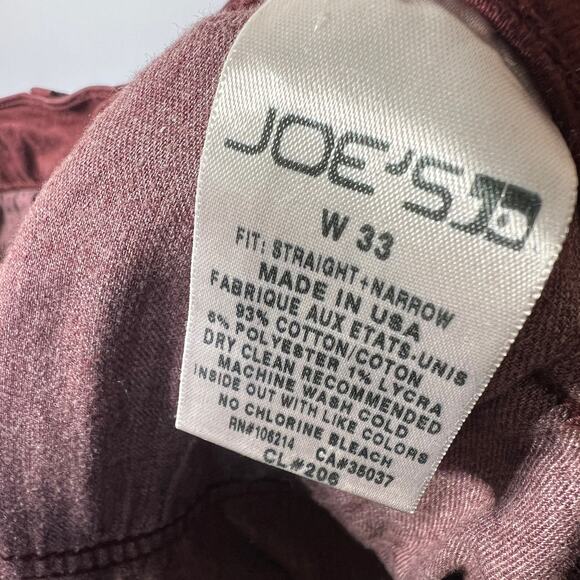 JOE'S
W 33
FIT: STRAIGHT+NARROW
MADE IN USA
FABRIQUE AUX ETATS-UNIS
93% COTTON/COTON
6% POLYESTER 1% LYCRA
DRY CLEAN RECOMMENDED
MACHINE WASH COLD
INSIDE OUT WITH LIKE COLORS
NO CHLORINE BLEACH
RN#106214 CA#35037
CL#206